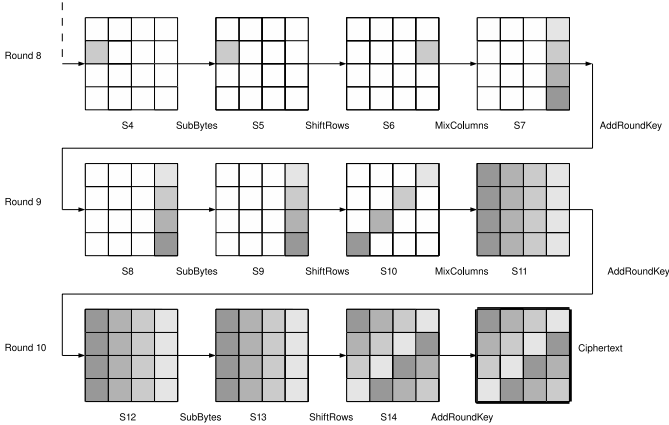 Round 8
S4 SubBytes S5 ShiftRows S6 MixColumns S7 AddRoundKey
Round 9
S8 SubBytes S9 ShiftRows S10 MixColumns S11 AddRoundKey
Round 10
Ciphertext
S12 SubBytes S13 ShiftRows S14 AddRoundKey